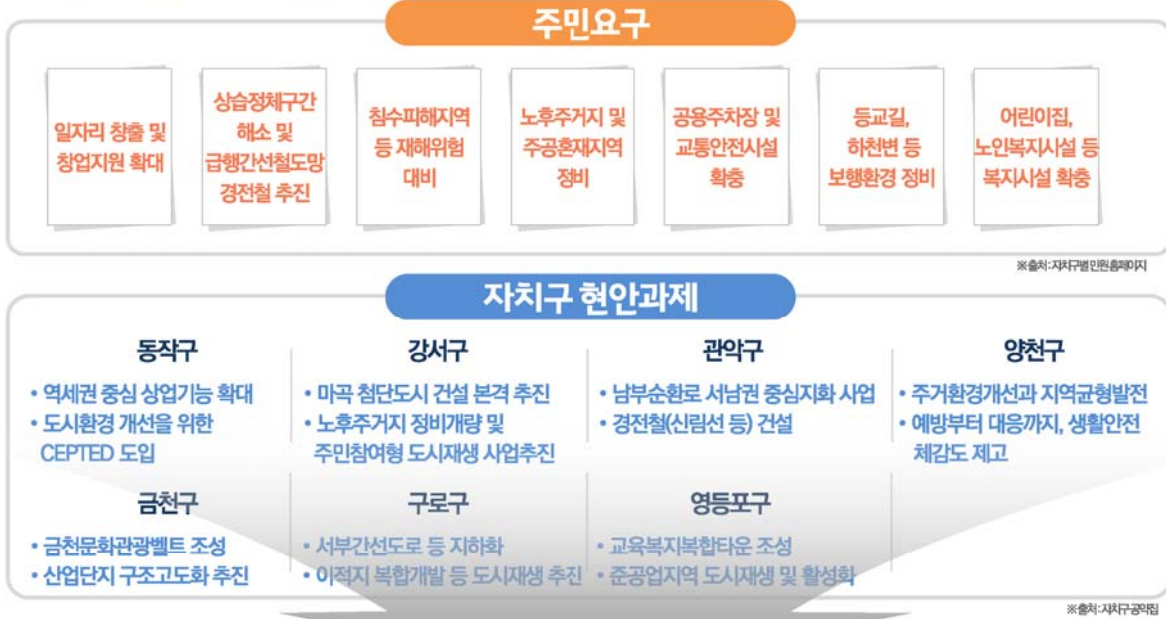 주민요구
일자리 창출 및
창업지원 확대
상습정체구간
해소 및
급행간선철도망
경전철 추진
침수피해지역
등 재해위험
대비
노후주거지 및
주공혼재지역
정비
공용주차장 및
교통안전시설
확충
등교길,
하천변 등
보행환경 정비
어린이집,
노인복지시설 등
복지시설 확충
※출처:자치구별민원홈페이지
자치구 현안과제
동작구
• 역세권 중심 상업기능 확대
• 도시환경 개선을 위한
CEPTED 도입
강서구
• 마곡 첨단도시 건설 본격 추진
• 노후주거지 정비개량 및
주민참여형 도시재생 사업추진
관악구
• 남부순환로 서남권 중심지화 사업
• 경전철(신림선 등) 건설
양천구
• 주거환경개선과 지역균형발전
• 예방부터 대응까지, 생활안전
체감도 제고
금천구
• 금천문화관광벨트 조성
• 산업단지 구조고도화 추진
구로구
• 서부간선도로 등 지하화
• 이적지 복합개발 등 도시재생 추진
영등포구
• 교육복지복합타운 조성
• 준공업지역 도시재생 및 활성화
※출처:자치구공약집